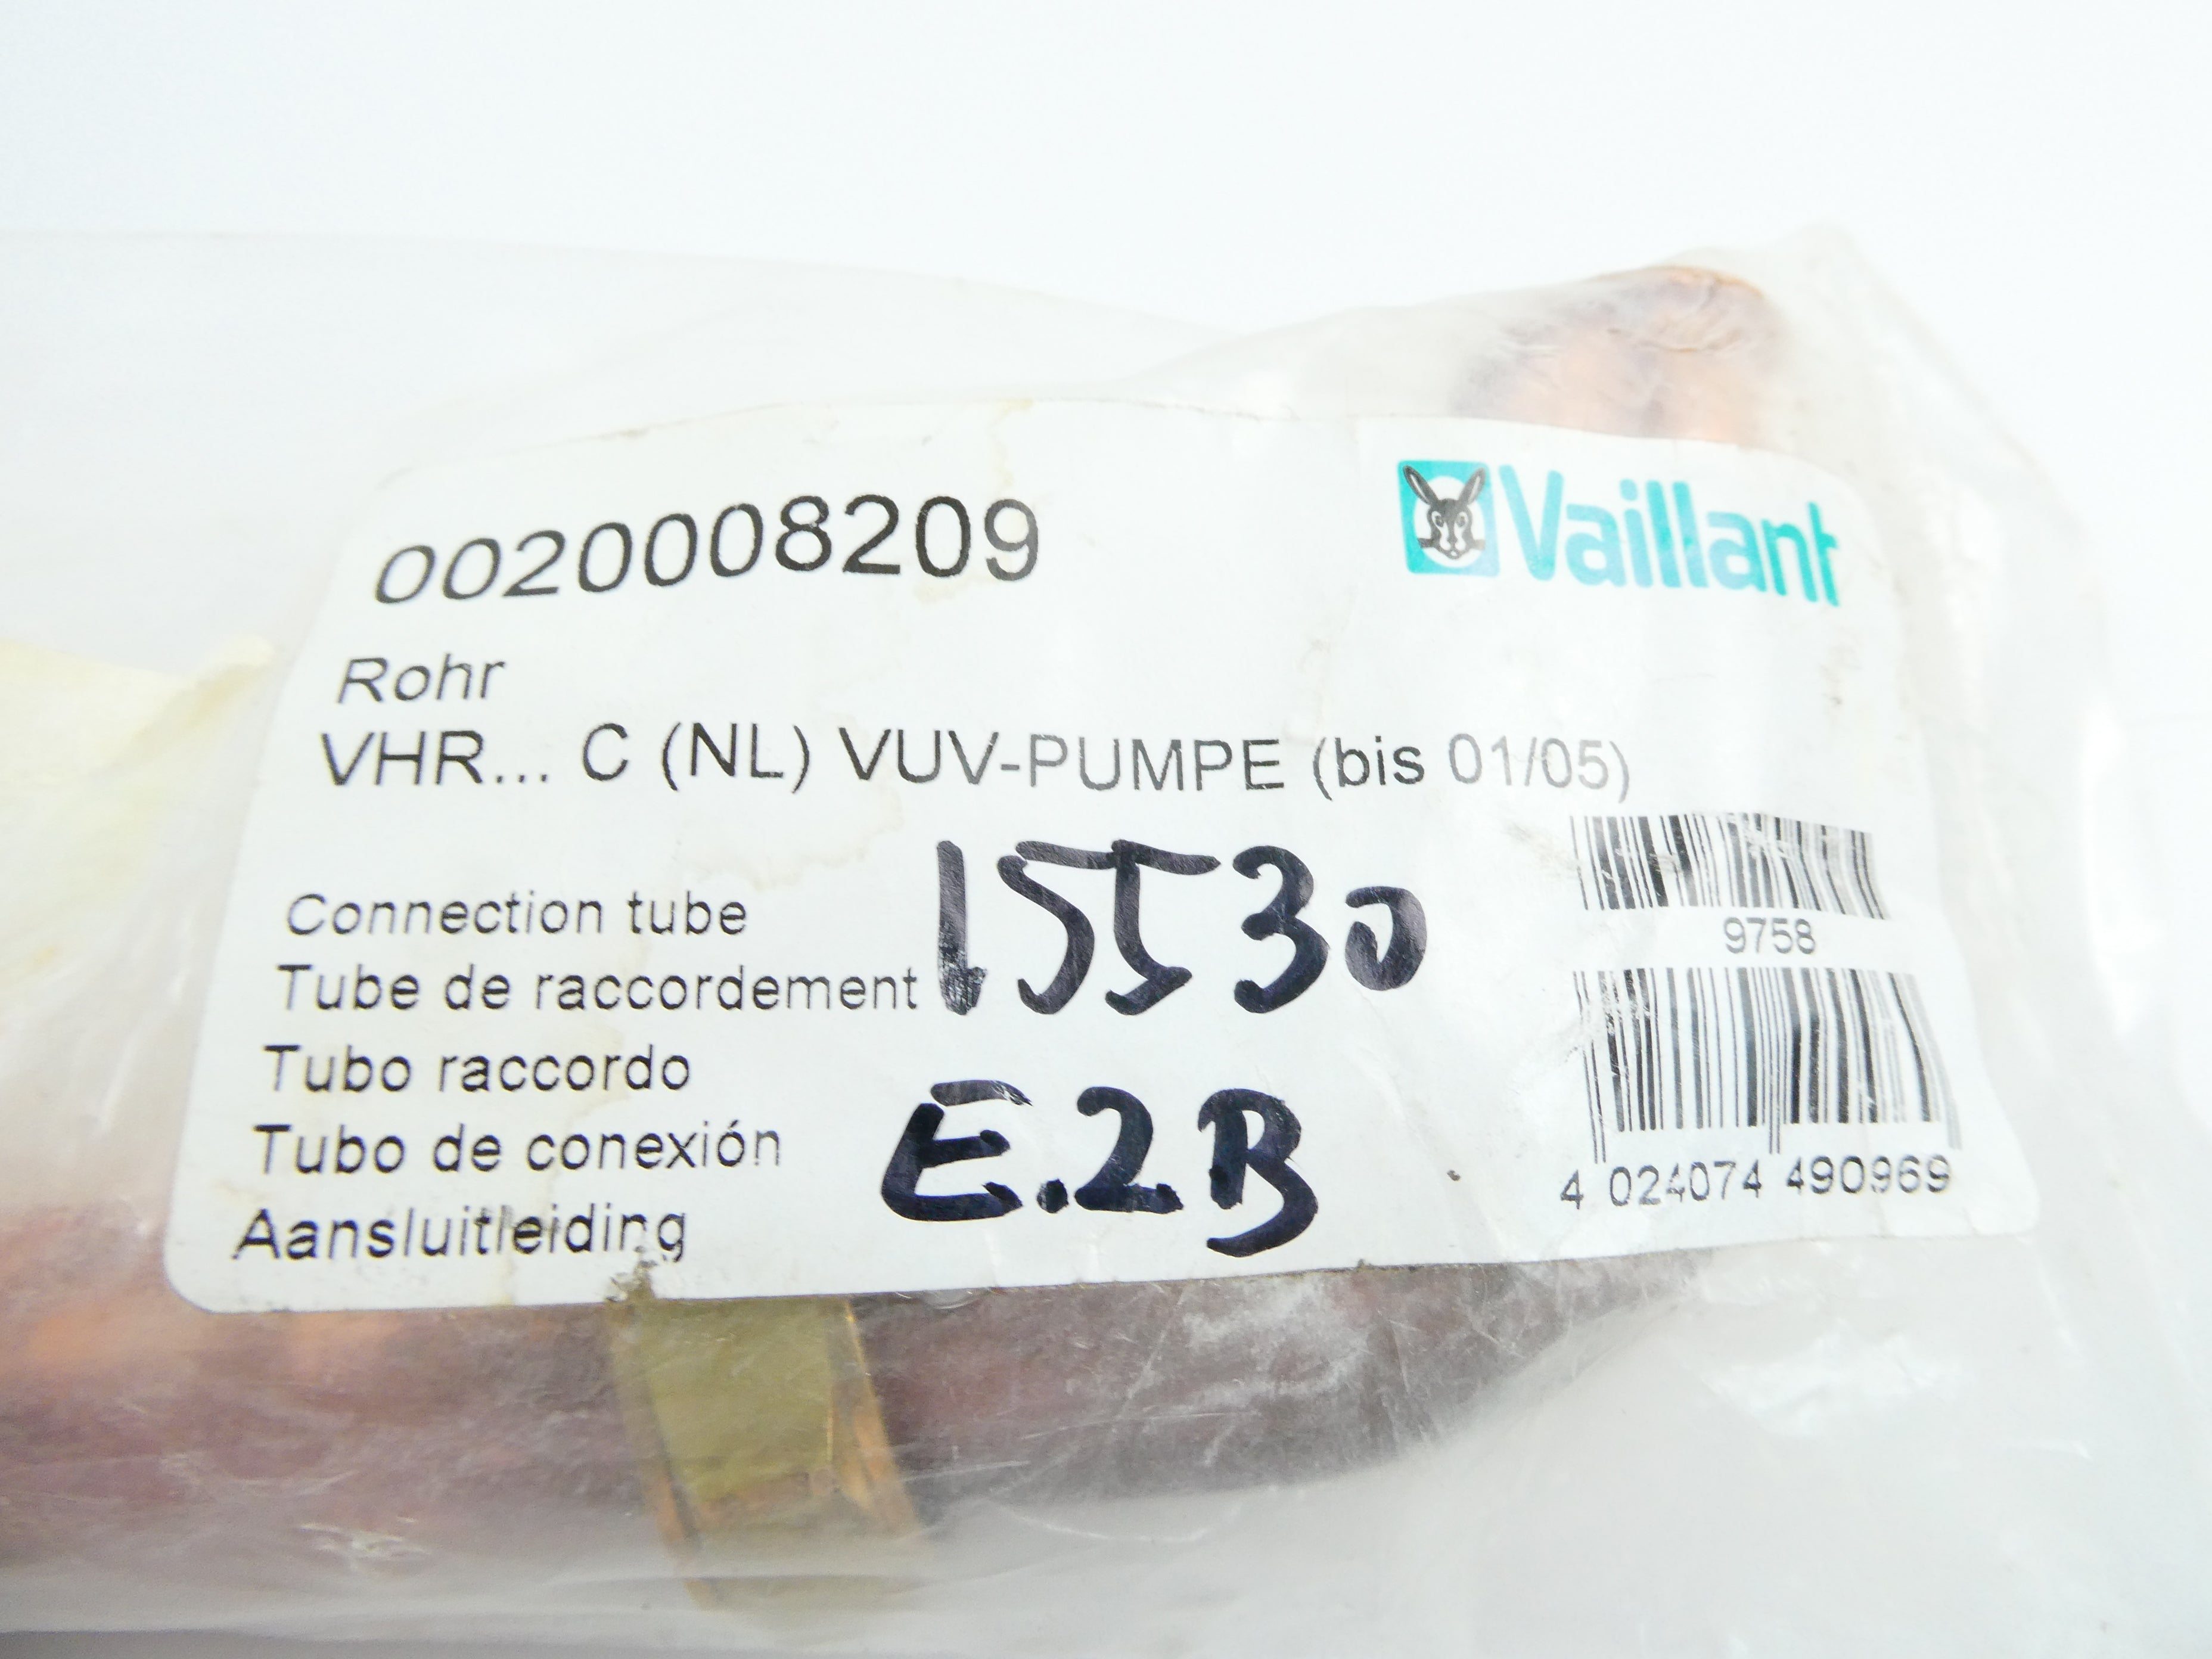 0020008209
Vaillant
Rohr
VHR... C (NL) VUV-PUMPE (bis 01/05)
Connection tube
Tube de raccordement
Tubo raccordo
Tubo de conexión
Aansluitleiding
15530
E.2B
9758
4 024074 490969